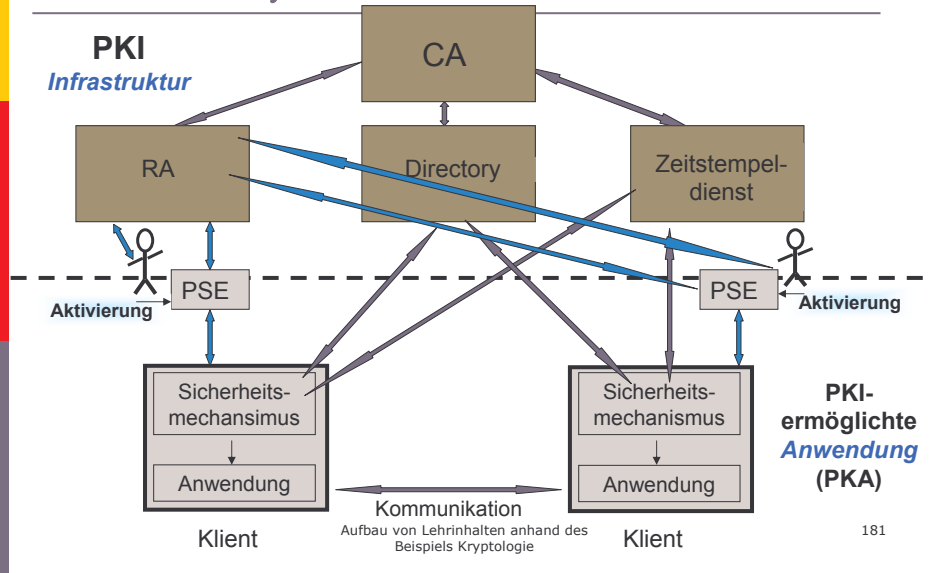 PKI
Infrastruktur
CA
RA
Directory
Zeitstempel-
dienst
PSE
Aktivierung
PSE
Aktivierung
Sicherheits-
mechansimus
Anwendung
Sicherheits-
mechanismus
Anwendung
PKI-
ermöglichte
Anwendung
(PKA)
Kommunikation
Klient
Aufbau von Lehrinhalten anhand des
Beispiels Kryptologie
Klient
181